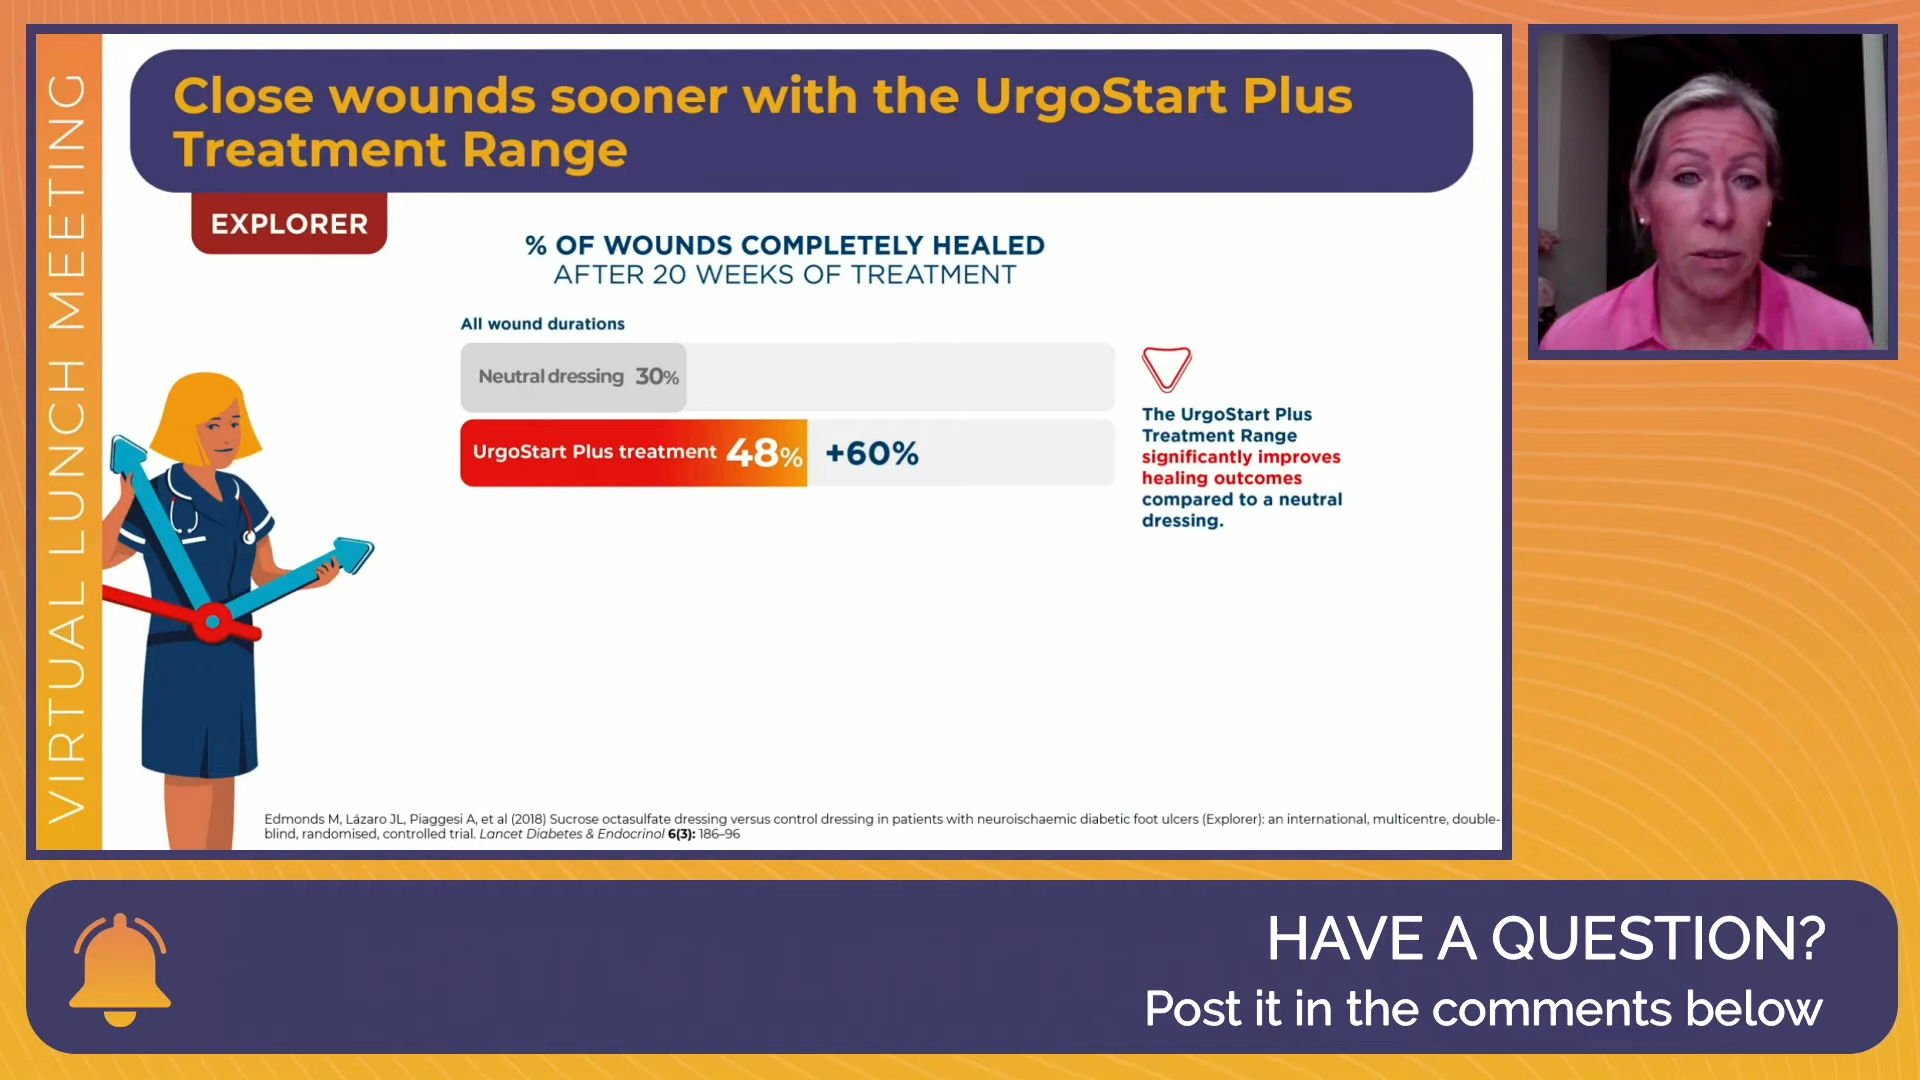 VIRTUAL LUNCH MEETING
Close wounds sooner with the UrgoStart Plus
Treatment Range
EXPLORER
% OF WOUNDS COMPLETELY HEALED
AFTER 20 WEEKS OF TREATMENT
All wound durations
Neutral dressing 30%
UrgoStart Plus treatment 48% +60%
The UrgoStart Plus
Treatment Range
significantly improves
healing outcomes
compared to a neutral
dressing.
Edmonds M, Lázaro JL, Piaggesi A, et al (2018) Sucrose octasulfate dressing versus control dressing in patients with neuroischaemic diabetic foot ulcers (Explorer): an international, multicentre, double-
blind, randomised, controlled trial. Lancet Diabetes & Endocrinol 6(3): 186–96
HAVE A QUESTION?
Post it in the comments below